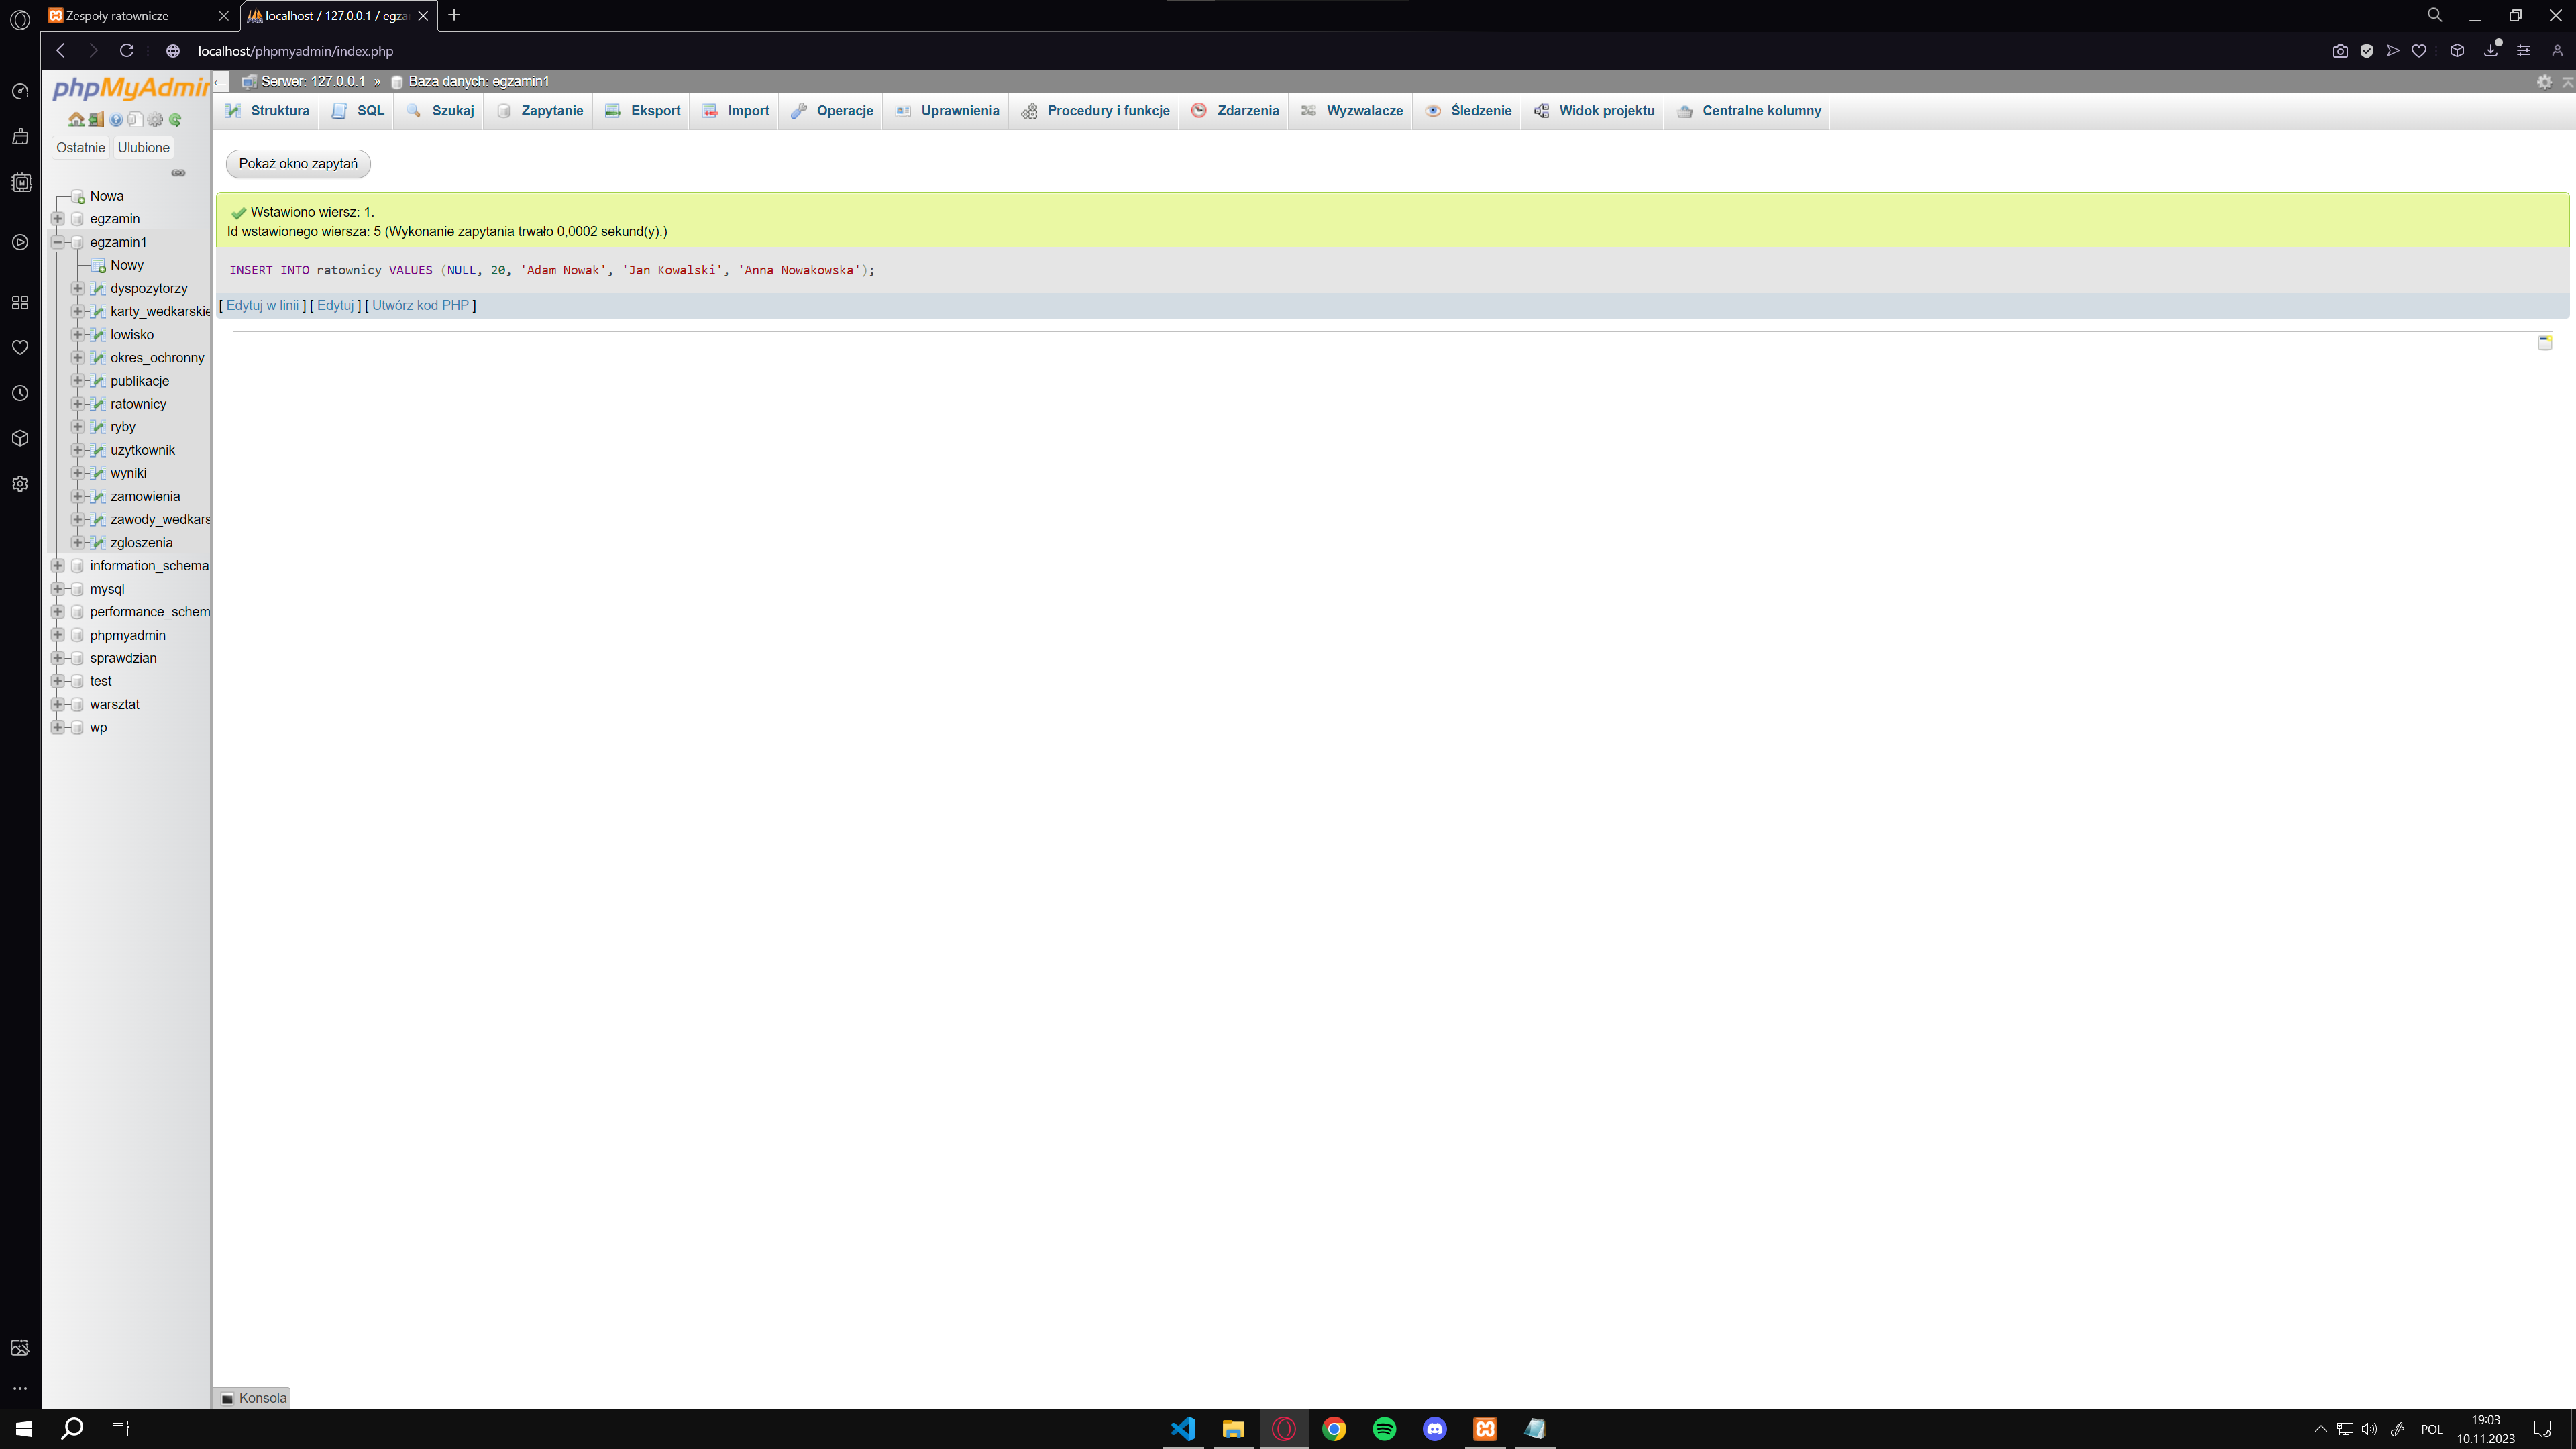 Zespoły ratownicze
localhost / 127.0.0.1 / egza
localhost/phpmyadmin/index.php
phpMyAdmin
Serwer: 127.0.0.1 » Baza danych: egzamin1
Struktura SQL Szukaj Zapytanie Eksport Import Operacje Uprawnienia Procedury i funkcje Zdarzenia Wyzwalacze Śledzenie Widok projektu Centralne kolumny
Ostatnie Ulubione
Nowa
egzamin
egzamin1
Nowy
dyspozytorzy
karty_wedkarskie
lowisko
okres_ochronny
publikacje
ratownicy
ryby
uzytkownik
wyniki
zamowienia
zawody_wedkars
zgloszenia
information_schema
mysql
performance_schem
phpmyadmin
sprawdzian
test
warsztat
wp
Pokaż okno zapytań
Wstawiono wiersz: 1.
Id wstawionego wiersza: 5 (Wykonanie zapytania trwało 0,0002 sekund(y).)
INSERT INTO ratownicy VALUES (NULL, 20, 'Adam Nowak', 'Jan Kowalski', 'Anna Nowakowska');
[ Edytuj w linii ] [ Edytuj ] [ Utwórz kod PHP ]
Konsola
POL
19:03
10.11.2023